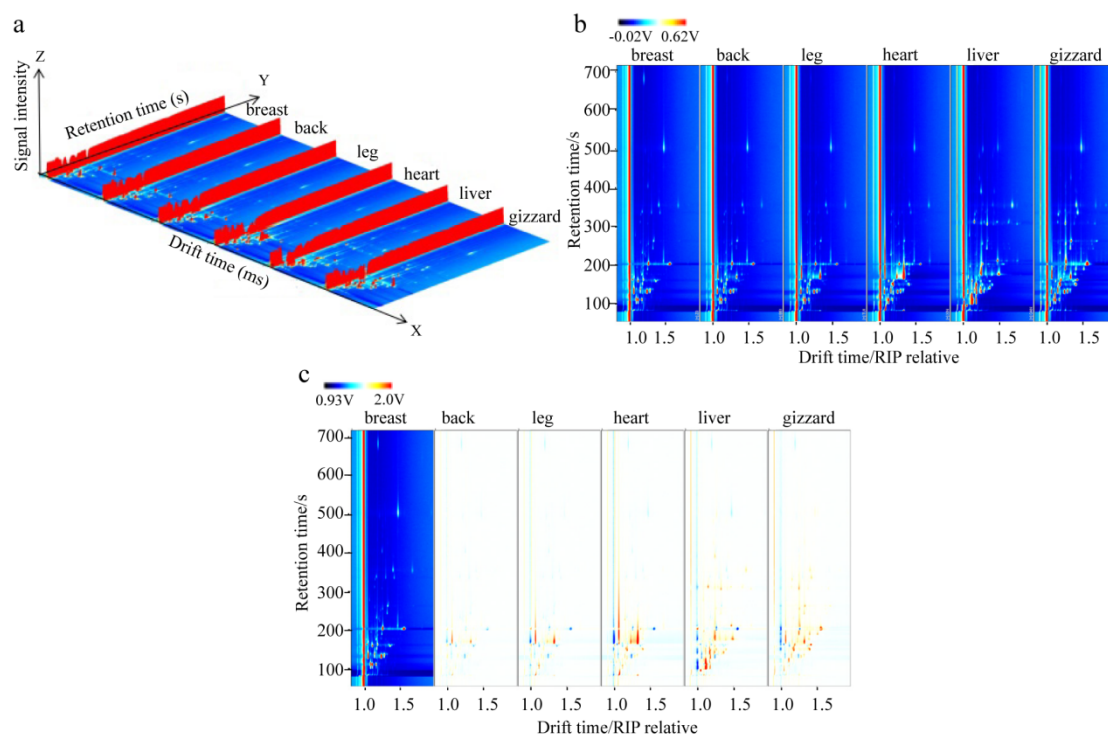 a
Z
Signal intensity
Retention time (s)
Y
breast
back
leg
heart
liver
gizzard
Drift time (ms)
X
b
-0.02V 0.62V
breast back leg heart liver gizzard
Retention time/s
700
600
500
400
300
200
100
1.0 1.5 1.0 1.5 1.0 1.5 1.0 1.5 1.0 1.5 1.0 1.5
Drift time/RIP relative
c
0.93V 2.0V
breast back leg heart liver gizzard
Retention time/s
700
600
500
400
300
200
100
1.0 1.5 1.0 1.5 1.0 1.5 1.0 1.5 1.0 1.5 1.0 1.5
Drift time/RIP relative